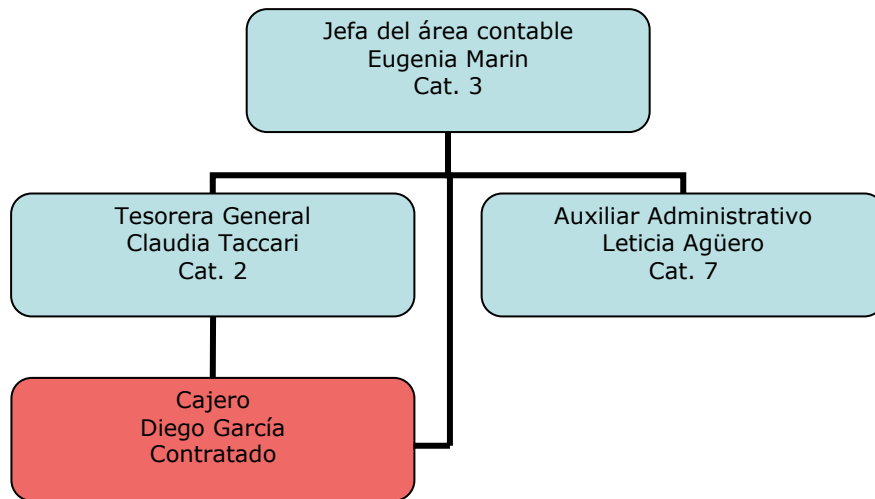 Jefa del área contable
Eugenia Marin
Cat. 3
Tesorera General
Claudia Taccari
Cat. 2
Auxiliar Administrativo
Leticia Agüero
Cat. 7
Cajero
Diego García
Contratado